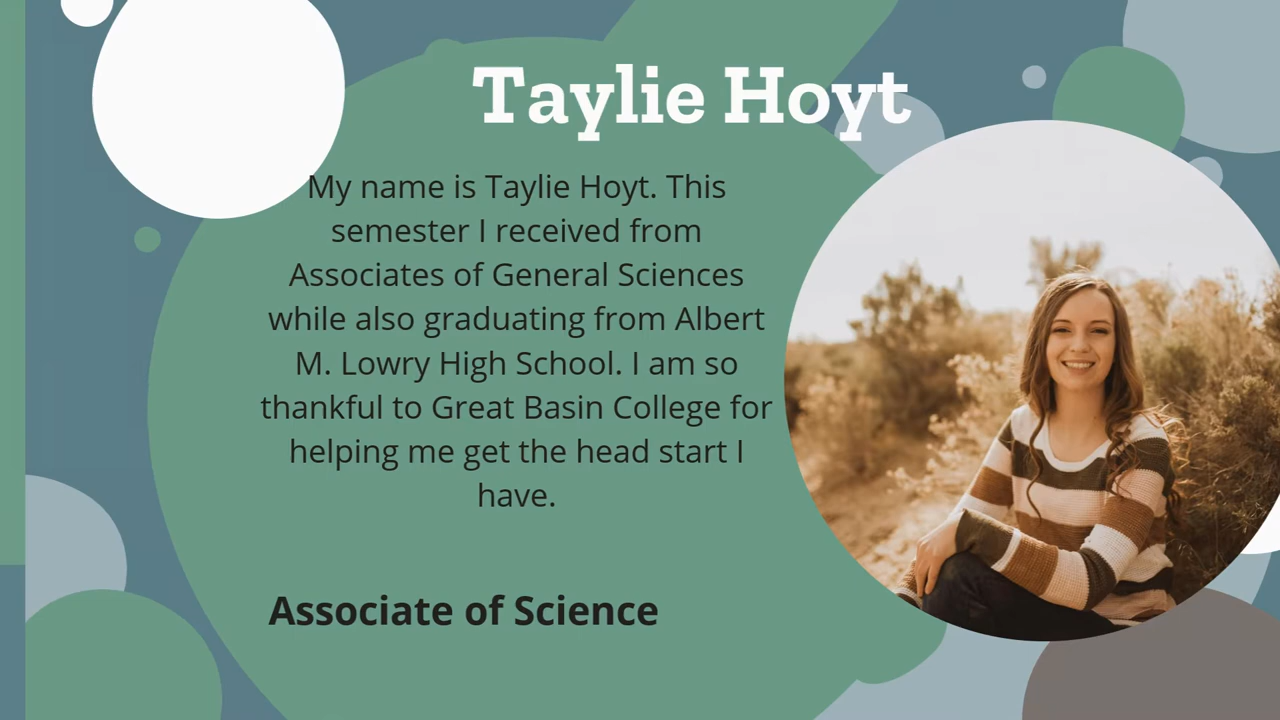 Taylie Hoyt
My name is Taylie Hoyt. This
semester I received from
Associates of General Sciences
while also graduating from Albert
M. Lowry High School. I am so
thankful to Great Basin College for
helping me get the head start I
have.
Associate of Science